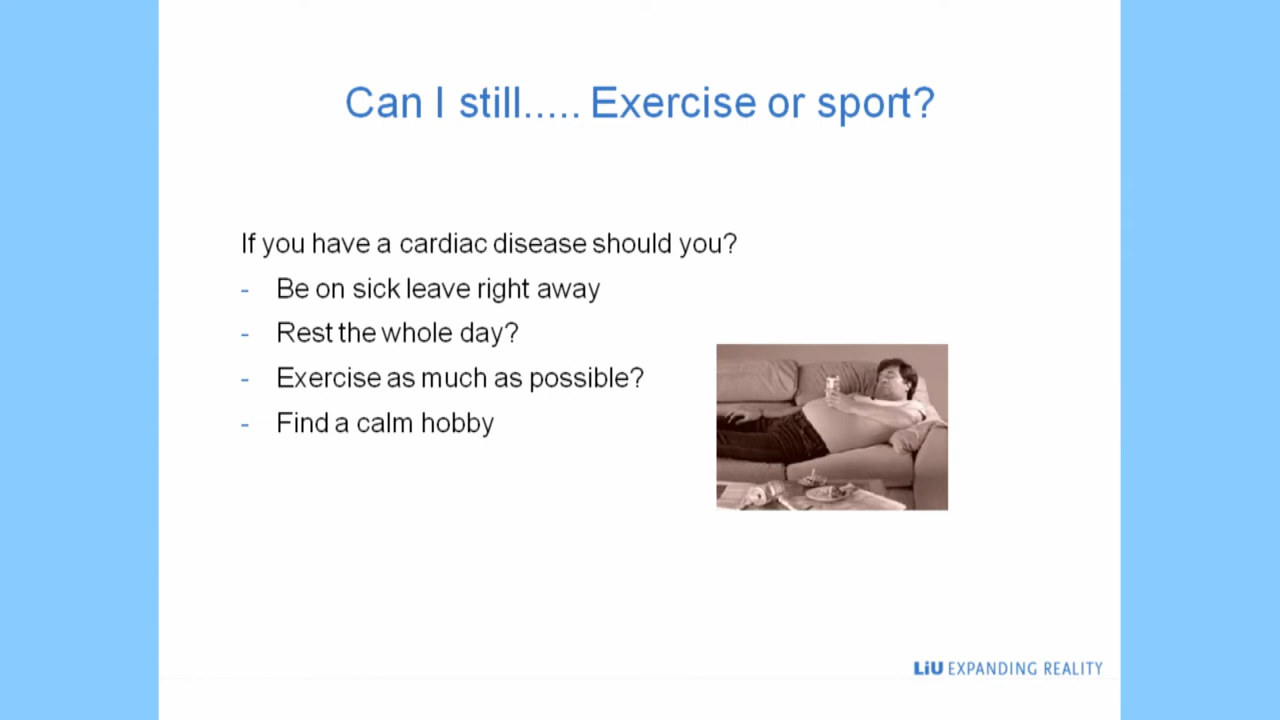 Can I still..... Exercise or sport?
If you have a cardiac disease should you?
- Be on sick leave right away
- Rest the whole day?
- Exercise as much as possible?
- Find a calm hobby
LiU EXPANDING REALITY